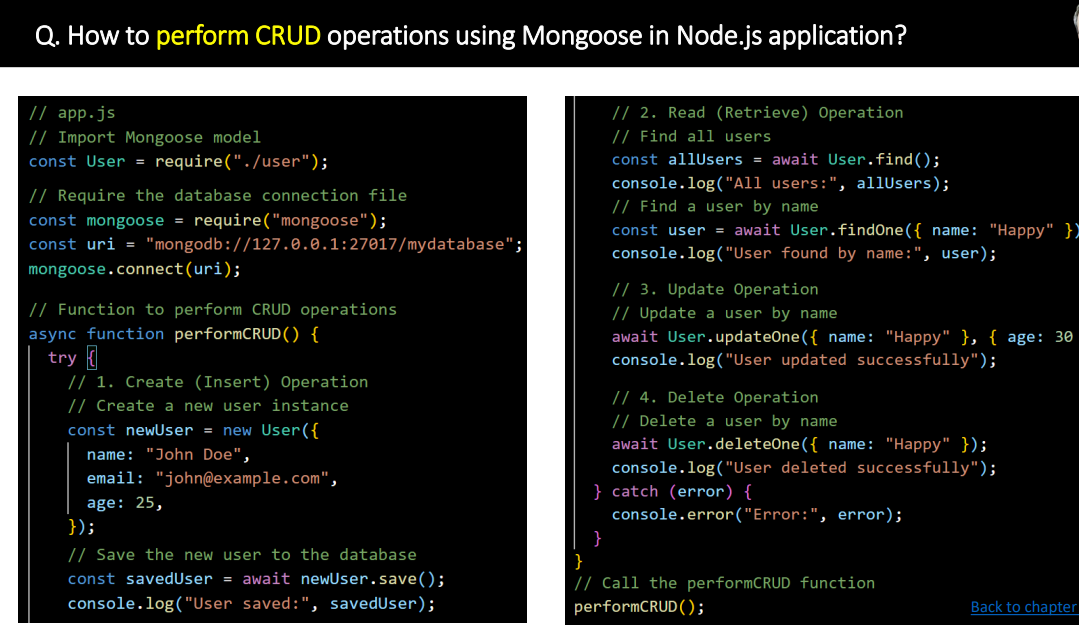 Q. How to perform CRUD operations using Mongoose in Node.js application?
// app.js
// Import Mongoose model
const User = require("./user");
// Require the database connection file
const mongoose = require("mongoose");
const uri = "mongodb://127.0.0.1:27017/mydatabase";
mongoose.connect(uri);
// Function to perform CRUD operations
async function performCRUD() {
try {
// 1. Create (Insert) Operation
// Create a new user instance
const newUser = new User({
name: "John Doe",
email: "john@example.com",
age: 25,
});
// Save the new user to the database
const savedUser = await newUser.save();
console.log("User saved:", savedUser);
// 2. Read (Retrieve) Operation
// Find all users
const allUsers = await User.find();
console.log("All users:", allUsers);
// Find a user by name
const user = await User.findOne({ name: "Happy" })
console.log("User found by name:", user);
// 3. Update Operation
// Update a user by name
await User.updateOne({ name: "Happy" }, { age: 30
console.log("User updated successfully");
// 4. Delete Operation
// Delete a user by name
await User.deleteOne({ name: "Happy" });
console.log("User deleted successfully");
} catch (error) {
console.error("Error:", error);
}
}
// Call the performCRUD function
performCRUD();
Back to chapter